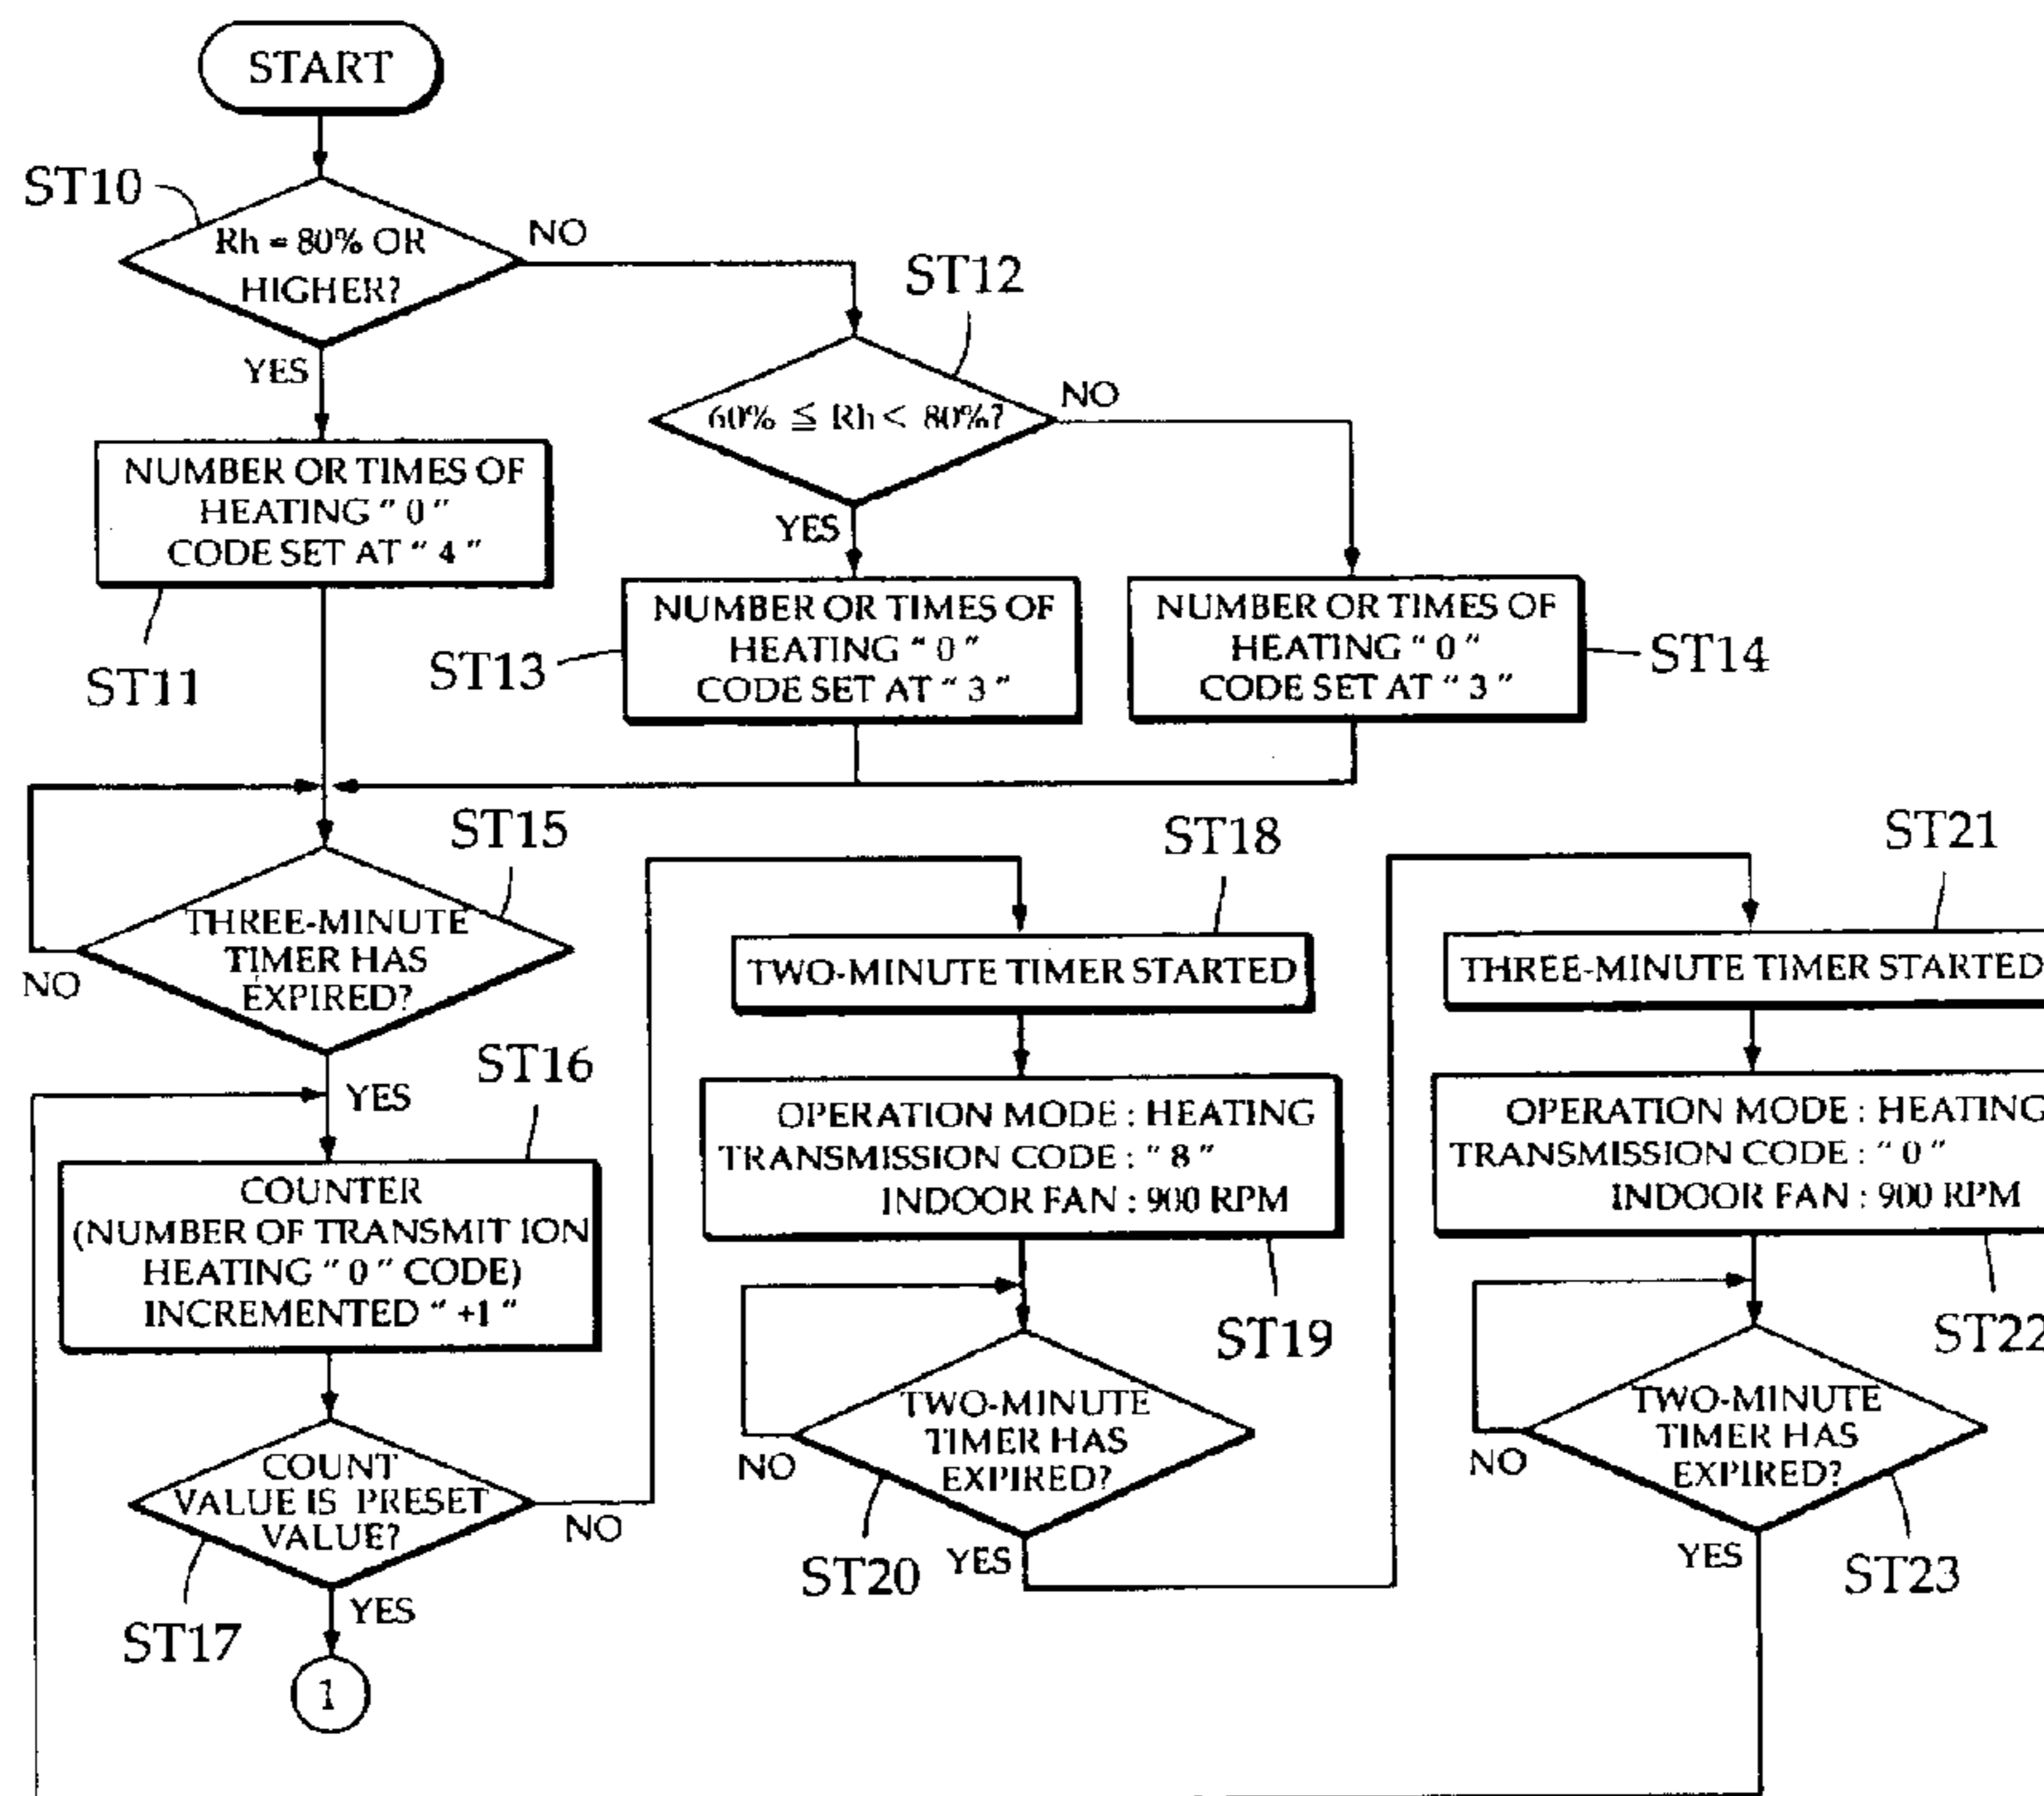 START
ST10
Rh = 80% OR
HIGHER?
NO
YES
ST12
60% ≦ Rh < 80%?
NO
YES
NUMBER OR TIMES OF
HEATING " 0 "
CODE SET AT " 4 "
ST11
NUMBER OR TIMES OF
HEATING " 0 "
CODE SET AT " 3 "
ST13
NUMBER OR TIMES OF
HEATING " 0 "
CODE SET AT " 3 "
ST14
ST15
THREE-MINUTE
TIMER HAS
EXPIRED?
NO
YES
ST16
COUNTER
(NUMBER OF TRANSMIT ION
HEATING " 0 " CODE)
INCREMENTED " +1 "
COUNT
VALUE IS PRESET
VALUE?
NO
ST17
YES
1
ST18
TWO-MINUTE TIMER STARTED
OPERATION MODE : HEATING
TRANSMISSION CODE : " 8 "
INDOOR FAN : 900 RPM
ST19
TWO-MINUTE
TIMER HAS
EXPIRED?
NO
ST20
YES
ST21
THREE-MINUTE TIMER STARTED
OPERATION MODE : HEATING
TRANSMISSION CODE : " 0 "
INDOOR FAN : 900 RPM
ST22
TWO-MINUTE
TIMER HAS
EXPIRED?
NO
YES
ST23